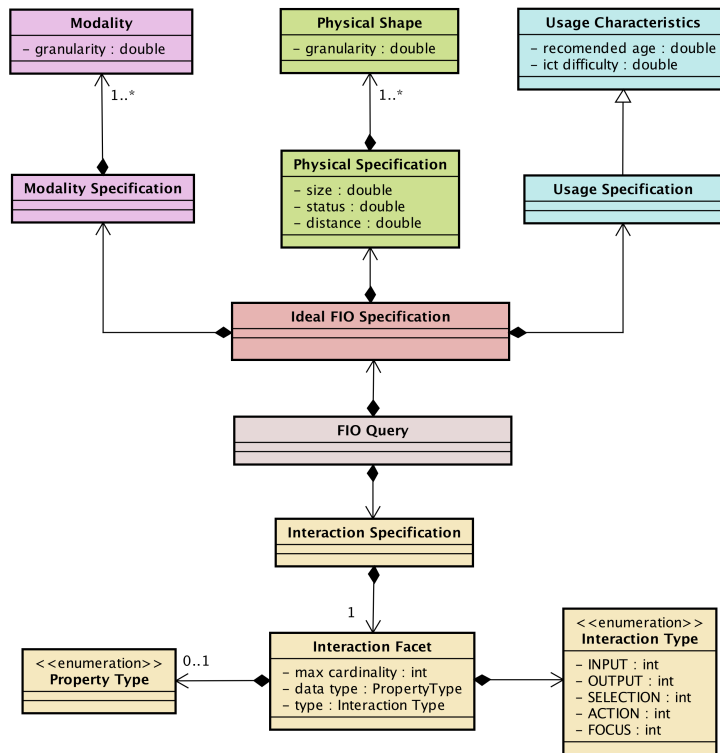 Modality
– granularity : double
Physical Shape
– granularity : double
Usage Characteristics
– recomended age : double
– ict difficulty : double
1..*
1..*
Modality Specification
Physical Specification
– size : double
– status : double
– distance : double
Usage Specification
Ideal FIO Specification
FIO Query
Interaction Specification
1
<<enumeration>>
Property Type
0..1
Interaction Facet
– max cardinality : int
– data type : PropertyType
– type : Interaction Type
<<enumeration>>
Interaction Type
– INPUT : int
– OUTPUT : int
– SELECTION : int
– ACTION : int
– FOCUS : int